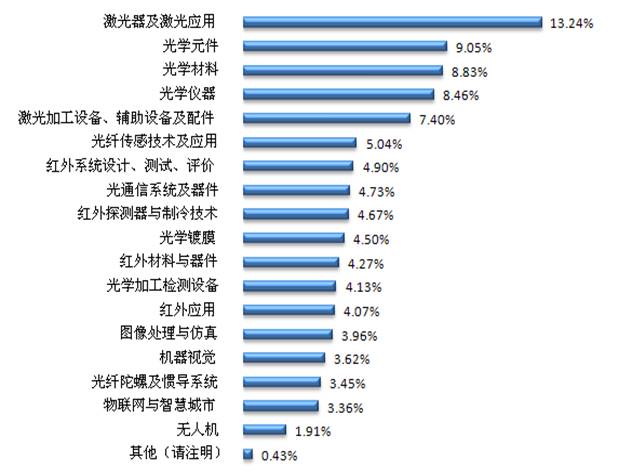 激光器及激光应用 13.24%
光学元件 9.05%
光学材料 8.83%
光学仪器 8.46%
激光加工设备、辅助设备及配件 7.40%
光纤传感技术及应用 5.04%
红外系统设计、测试、评价 4.90%
光通信系统及器件 4.73%
红外探测器与制冷技术 4.67%
光学镀膜 4.50%
红外材料与器件 4.27%
光学加工检测设备 4.13%
红外应用 4.07%
图像处理与仿真 3.96%
机器视觉 3.62%
光纤陀螺及惯导系统 3.45%
物联网与智慧城市 3.36%
无人机 1.91%
其他（请注明） 0.43%